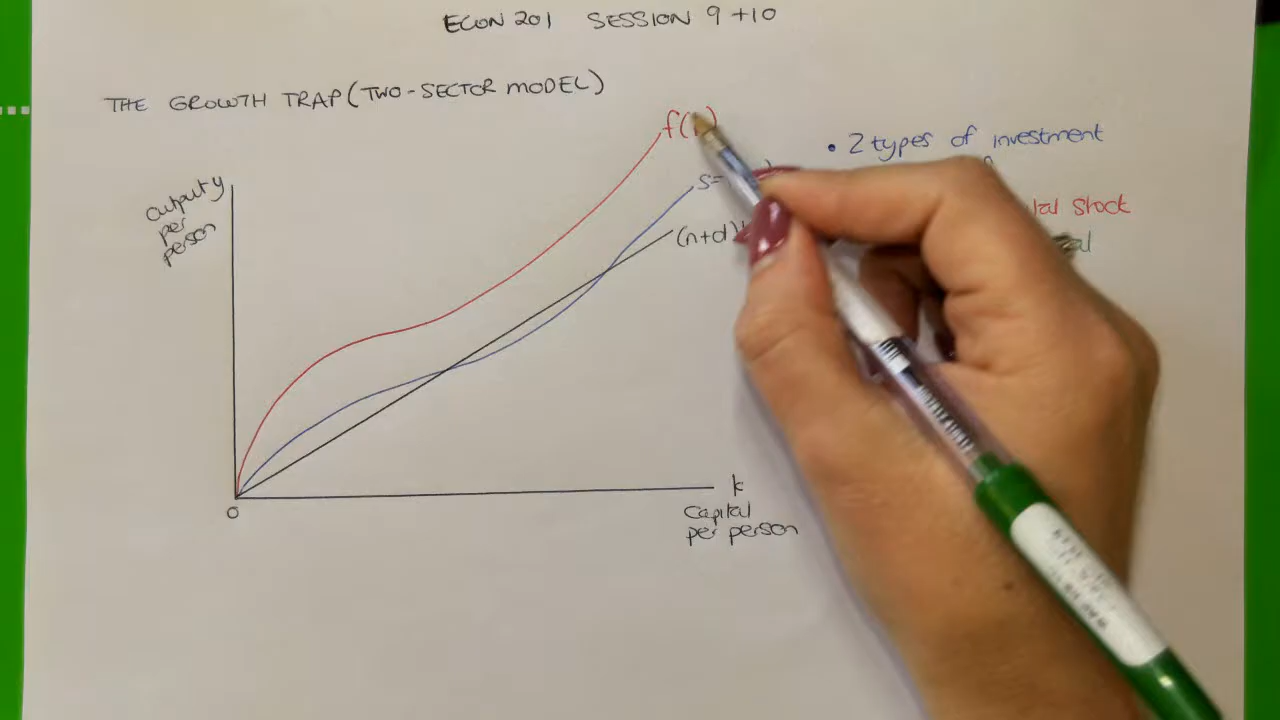 ECON 201 SESSION 9 +10
THE GROWTH TRAP (TWO-SECTOR MODEL)
f(
• 2 types of investment
s=
stock
(n+d)
output y
per
person
0
k
Capital
per person